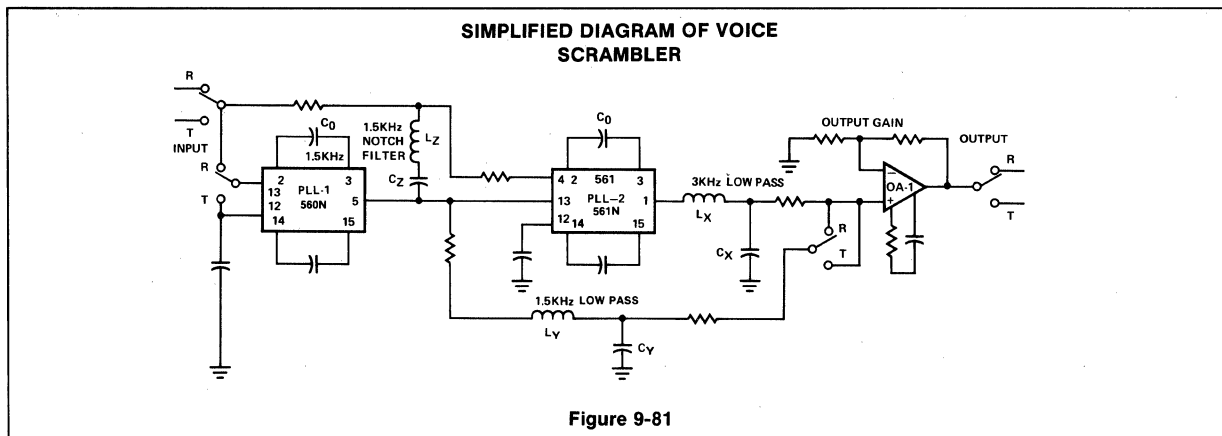 SIMPLIFIED DIAGRAM OF VOICE
SCRAMBLER
R
T
INPUT
R
T
C0
1.5KHz
2 3
13 PLL-1 5
12 560N
14 15
1.5KHz
NOTCH
FILTER
LZ
CZ
C0
4 2 561 3
13 PLL–2 1
12 561N
14 15
3KHz LOW PASS
LX
CX
R
T
1.5KHz LOW PASS
LY
CY
OUTPUT GAIN
OUTPUT
−
OA-1
+
R
T
Figure 9-81